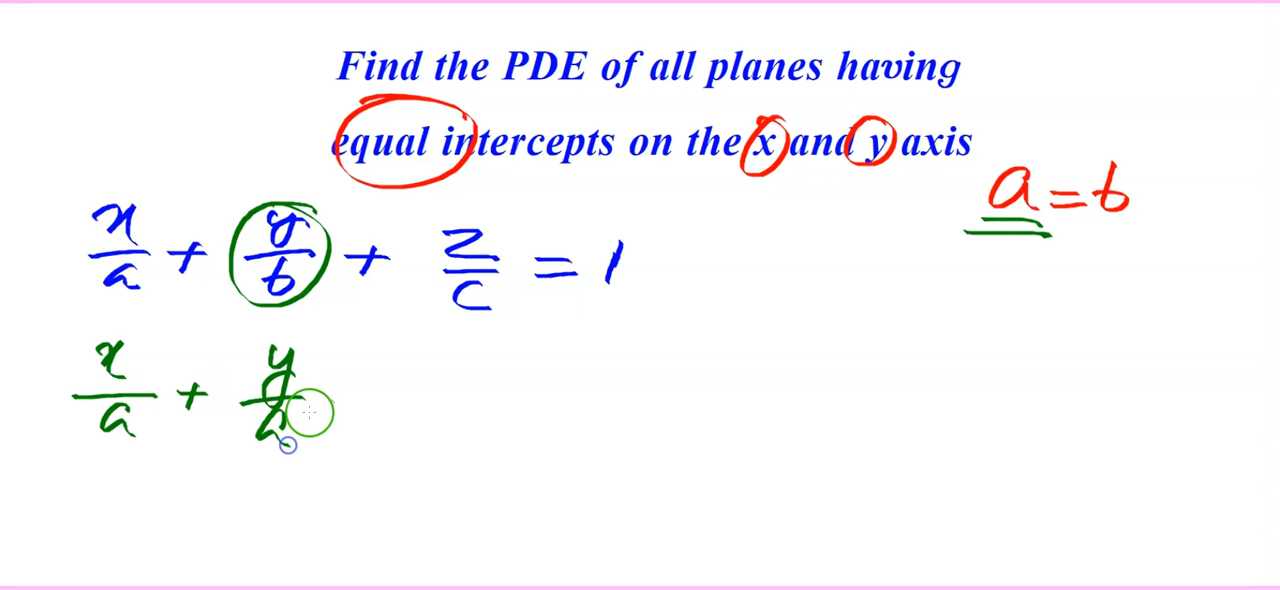 Find the PDE of all planes having
equal intercepts on the x and y axis
a = b
x/a + y/b + z/c = 1
x/a + y/a